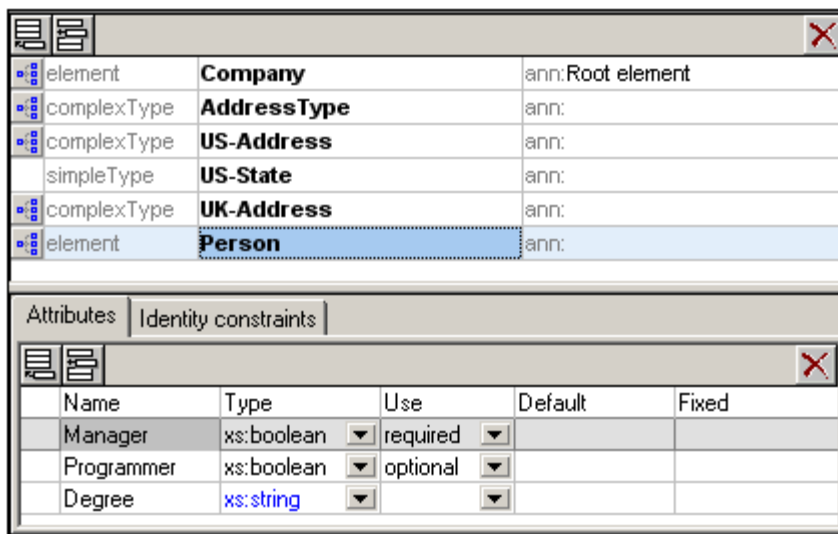 element Company ann:Root element
complexType AddressType ann:
complexType US-Address ann:
simpleType US-State ann:
complexType UK-Address ann:
element Person ann:
Attributes Identity constraints
Name Type Use Default Fixed
Manager xs:boolean required
Programmer xs:boolean optional
Degree xs:string